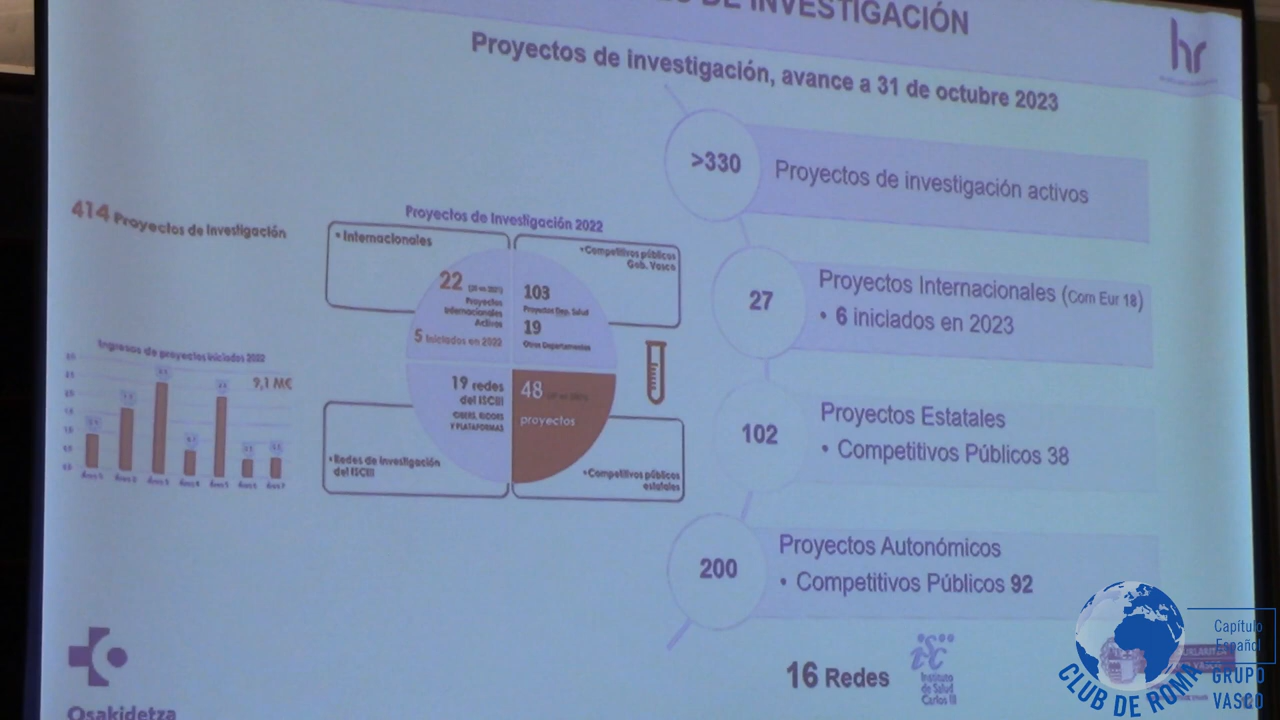 DE INVESTIGACIÓN
hr
Proyectos de investigación, avance a 31 de octubre 2023
>330
Proyectos de investigación activos
27
Proyectos Internacionales (Com Eur 18)
• 6 iniciados en 2023
102
Proyectos Estatales
• Competitivos Públicos 38
200
Proyectos Autonómicos
• Competitivos Públicos 92
16 Redes
isc
Instituto
de Salud
Carlos III
414 Proyectos de Investigación
Proyectos de Investigación 2022
• Internacionales
22
Proyectos
Internacionales
Activos
5 Iniciados en 2022
•Competitivos públicos
Gob. Vasco
103
Proyectos Dep. Salud
19
Otros Departamentos
19 redes
del ISCIII
Y PLATAFORMAS
• Redes de Investigación
del ISCIII
48
proyectos
•Competitivos públicos
estatales
Ingresos de proyectos iniciados 2022
9,1 M€
Osakidetza
CLUB DE ROMA
Capítulo
Español
GRUPO
VASCO